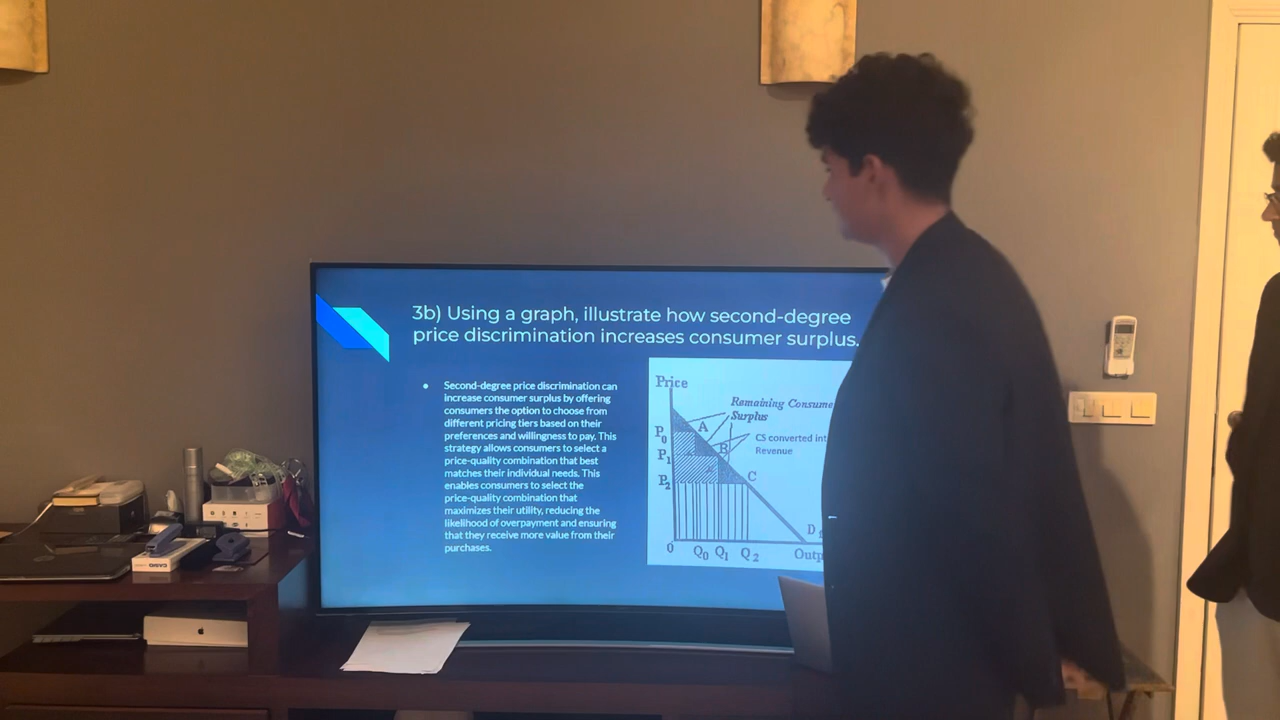 3b) Using a graph, illustrate how second-degree
price discrimination increases consumer surplus.
• Second-degree price discrimination can
increase consumer surplus by offering
consumers the option to choose from
different pricing tiers based on their
preferences and willingness to pay. This
strategy allows consumers to select a
price-quality combination that best
matches their individual needs. This
enables consumers to select the
price-quality combination that
maximizes their utility, reducing the
likelihood of overpayment and ensuring
that they receive more value from their
purchases.
Price
Remaining Consume
Surplus
A
P0
CS converted int
Revenue
B
P1
P2
C
D
0 Q0 Q1 Q2 Outp
CASIO